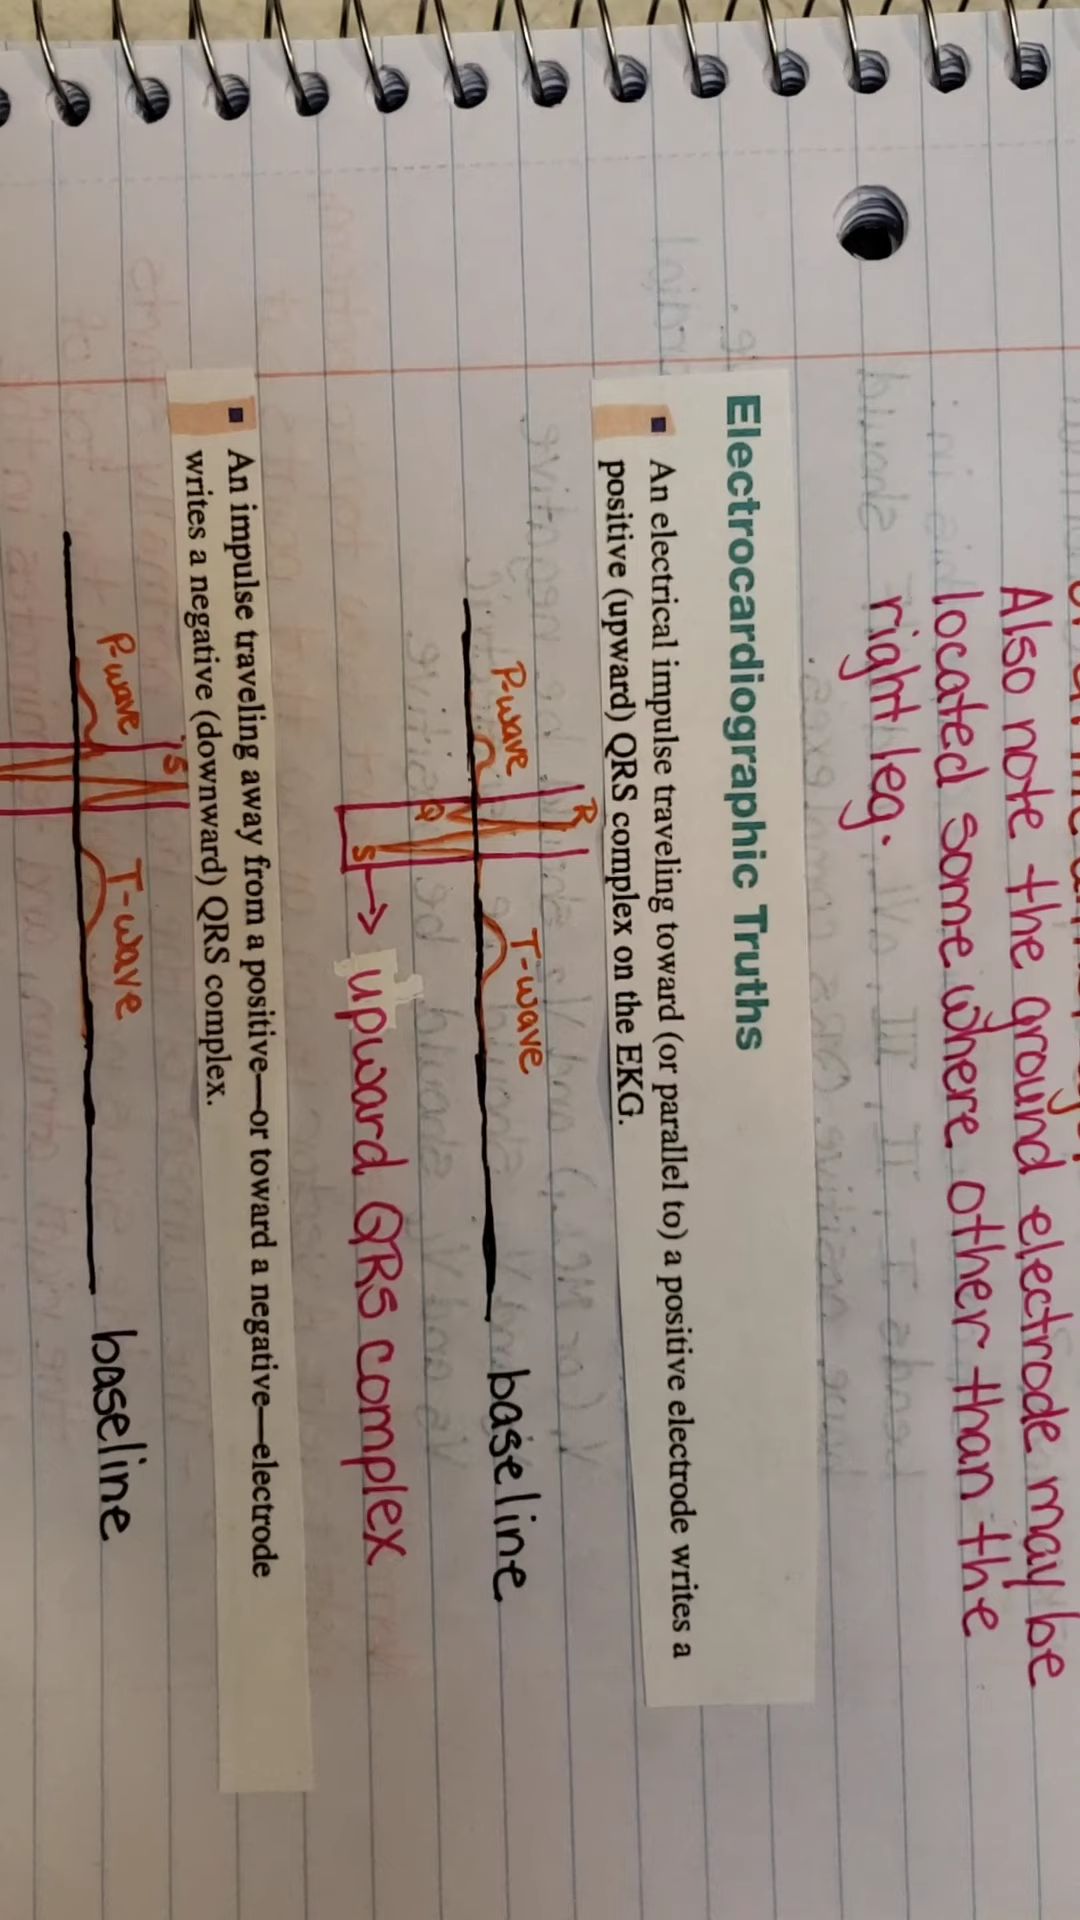 Also note the ground electrode may be
located some where other than the
right leg.
Electrocardiographic Truths
▪ An electrical impulse traveling toward (or parallel to) a positive electrode writes a
positive (upward) QRS complex on the EKG.
R
P-wave T-wave
baseline
Q
S
→ upward QRS complex
▪ An impulse traveling away from a positive—or toward a negative—electrode
writes a negative (downward) QRS complex.
S
P-wave T-wave
baseline